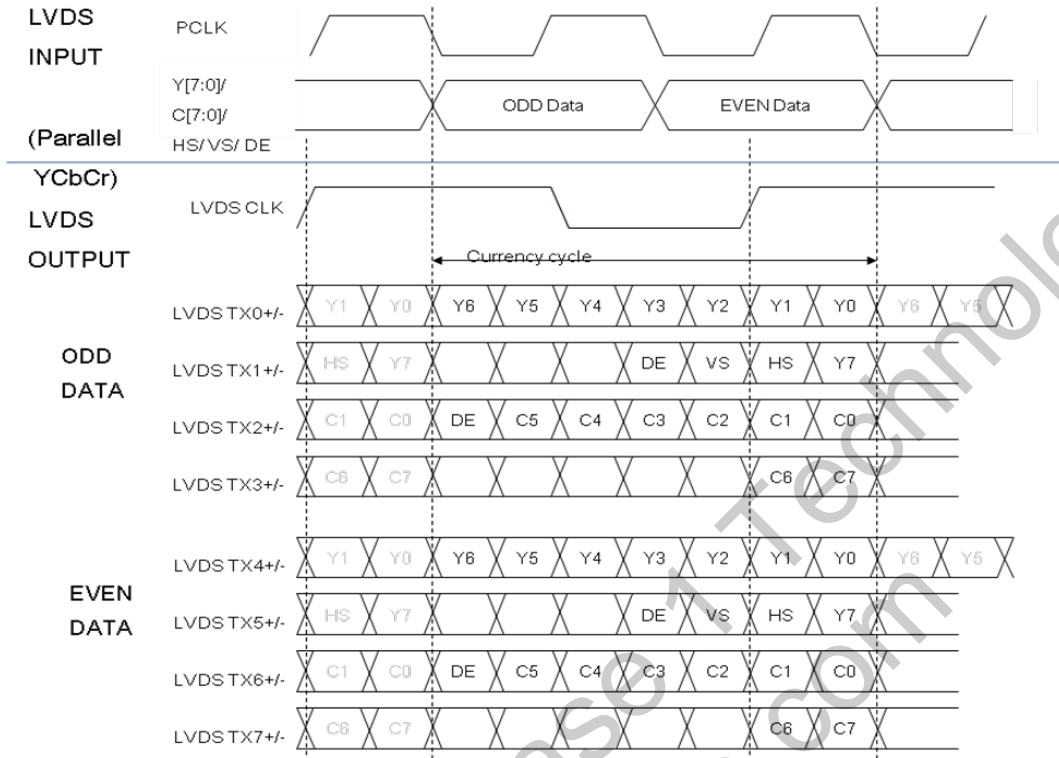 LVDS
INPUT
PCLK
Y[7:0]/
C[7:0]/
HS/ VS/ DE
ODD Data
EVEN Data
(Parallel
YCbCr)
LVDS
OUTPUT
LVDS CLK
Currency cycle
LVDS TX0+/- Y1 Y0 Y6 Y5 Y4 Y3 Y2 Y1 Y0 Y6 Y5
ODD
DATA
LVDS TX1+/- HS Y7 DE VS HS Y7
LVDS TX2+/- C1 C0 DE C5 C4 C3 C2 C1 C0
LVDS TX3+/- C6 C7 C6 C7
LVDS TX4+/- Y1 Y0 Y6 Y5 Y4 Y3 Y2 Y1 Y0 Y6 Y5
EVEN
DATA
LVDS TX5+/- HS Y7 DE VS HS Y7
LVDS TX6+/- C1 C0 DE C5 C4 C3 C2 C1 C0
LVDS TX7+/- C6 C7 C6 C7
1
com